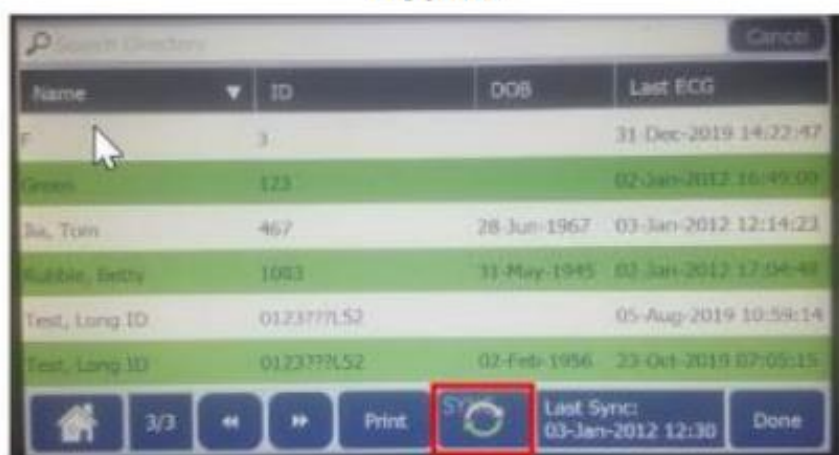 Search Directory Cancel
Name ID DOB Last ECG
F 3 31-Dec-2019 14:22:47
Green 123 02-Jan-2012 16:49:00
Tom 467 28-Jun-1967 03-Jan-2012 12:14:23
Rubble, Betty 1083 31-May-1945 02-Jan-2012
Test, Long ID 0123???L52 05-Aug-2019 10:59:14
Test, Long ID 0123???L52 02-Feb-1956 23-Oct-2019 07:05:15
3/3 Print SYNC Last Sync: Done
03-Jan-2012 12:30